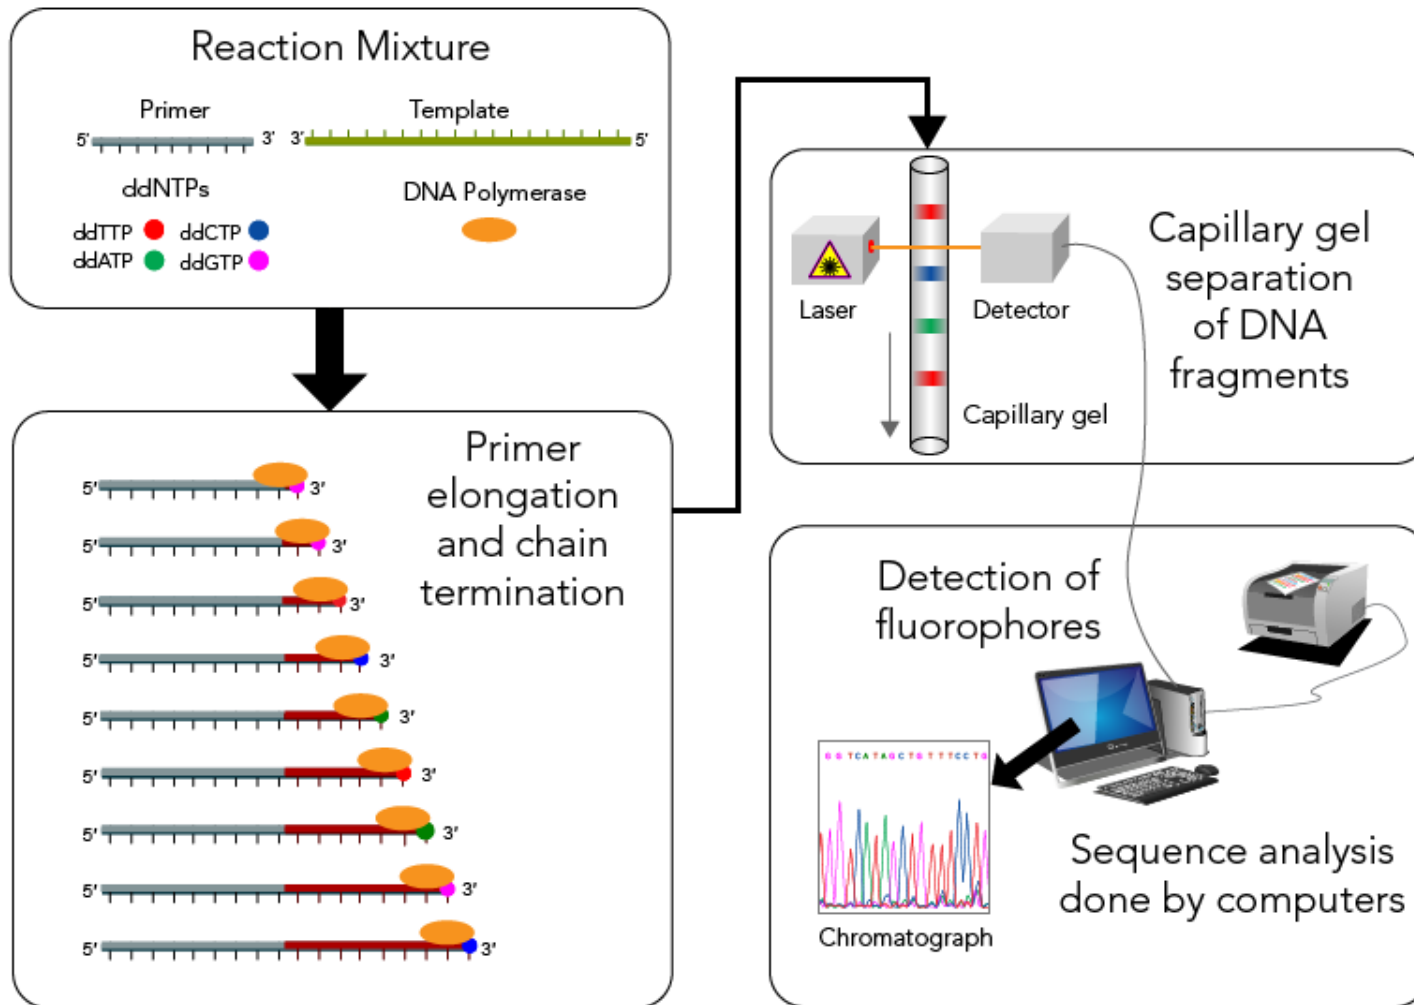 Reaction Mixture
Primer
Template
5' 3' 3' 5'
ddNTPs
DNA Polymerase
ddTTP ddCTP
ddATP ddGTP
Primer
elongation
and chain
termination
5' 3'
5' 3'
5' 3'
5' 3'
5' 3'
5' 3'
5' 3'
5' 3'
5' 3'
Capillary gel
separation
of DNA
fragments
Laser
Detector
Capillary gel
Detection of
fluorophores
G G T C A T A G C T G T T T C C T G
Chromatograph
Sequence analysis
done by computers